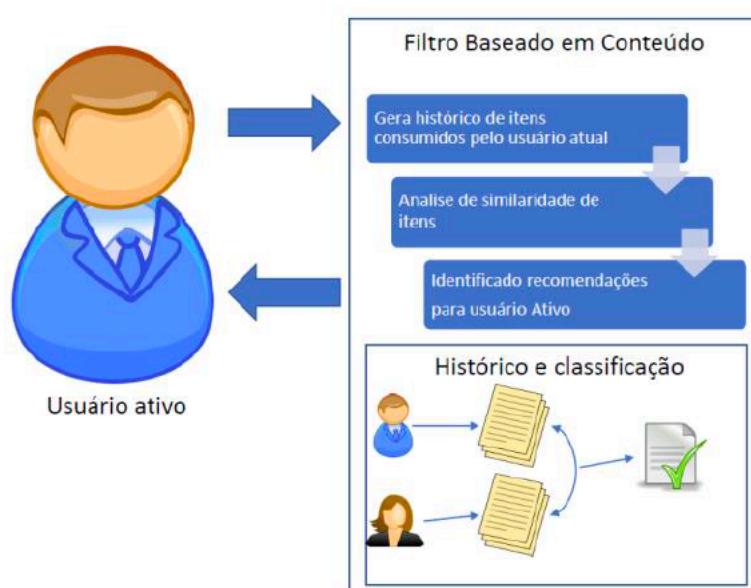 Filtro Baseado em Conteúdo
Gera histórico de itens
consumidos pelo usuário atual
Analise de similaridade de
itens
Identificado recomendações
para usuário Ativo
Usuário ativo
Histórico e classificação